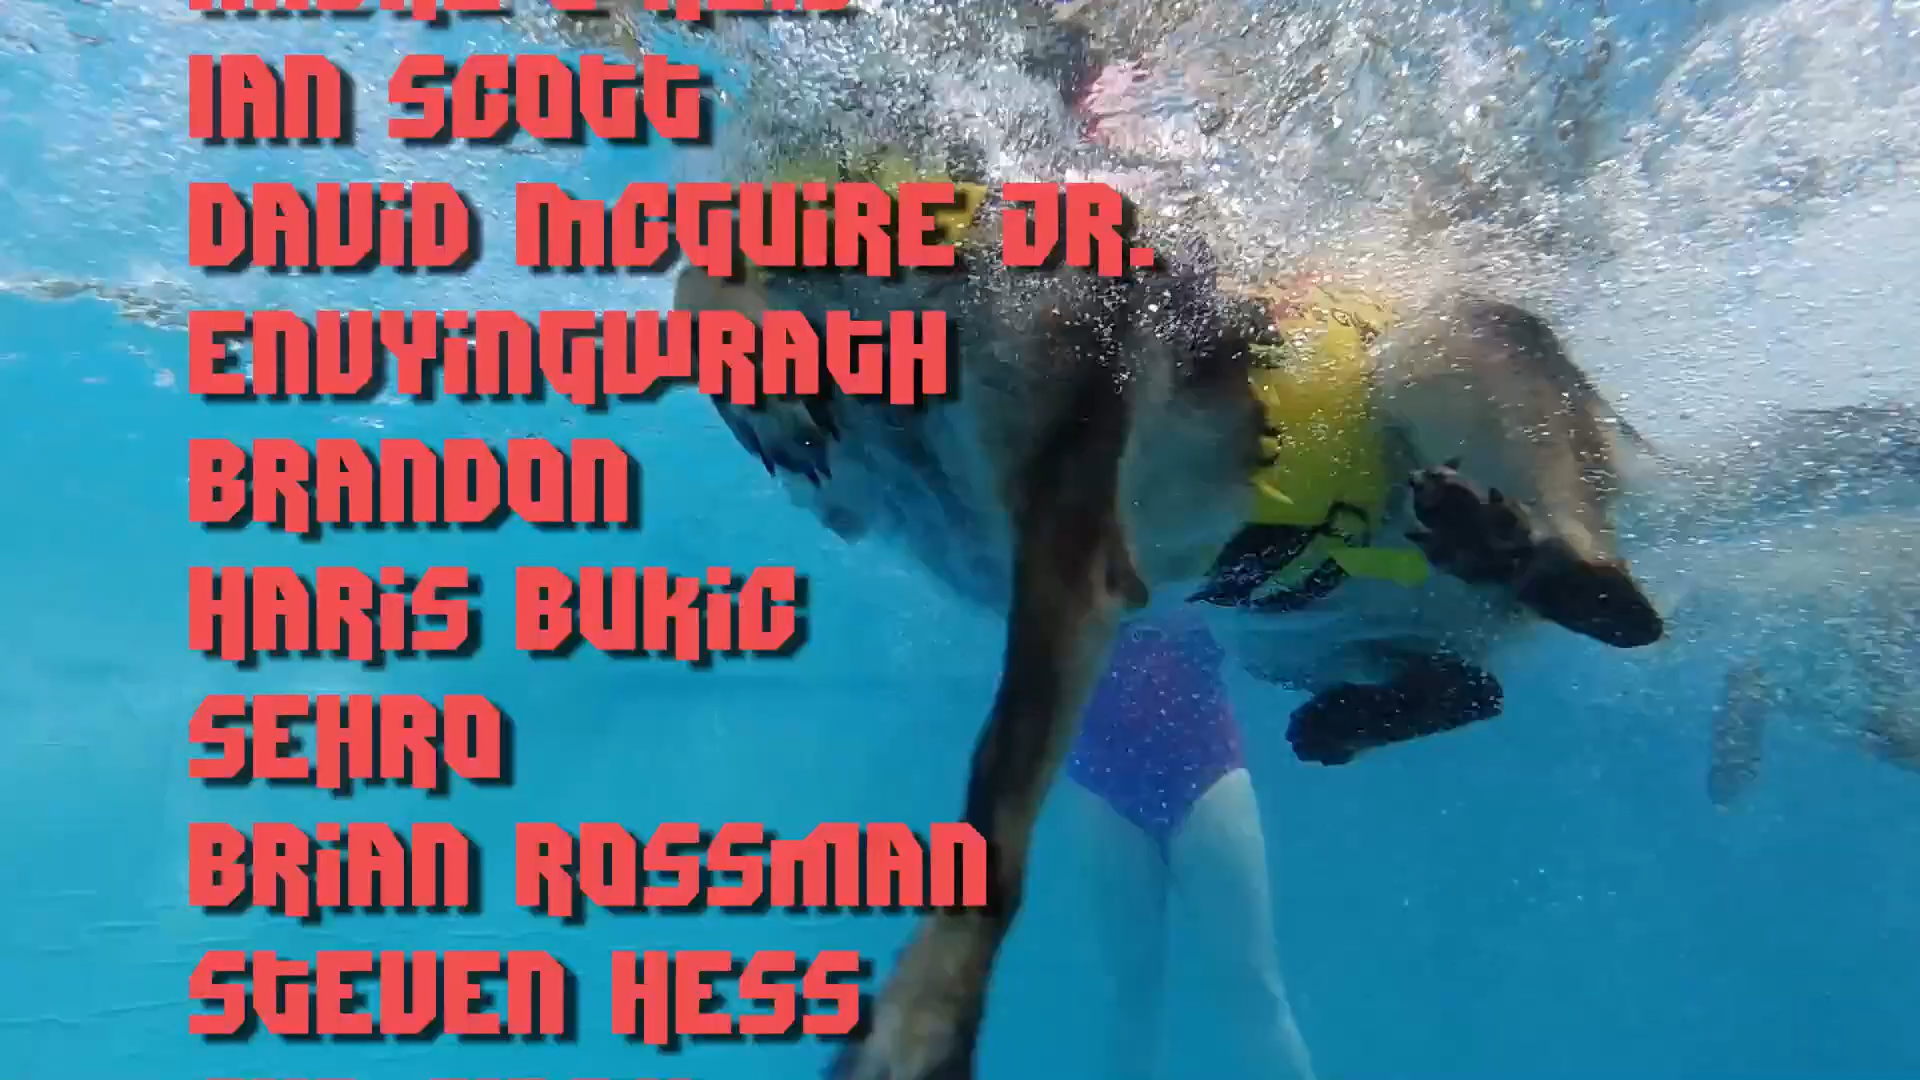 IAN SCOTT
DAVID MCGUIRE JR.
ENVYINGWRATH
BRANDON
HARIS BUKIC
SEHRO
BRIAN ROSSMAN
STEVEN HESS